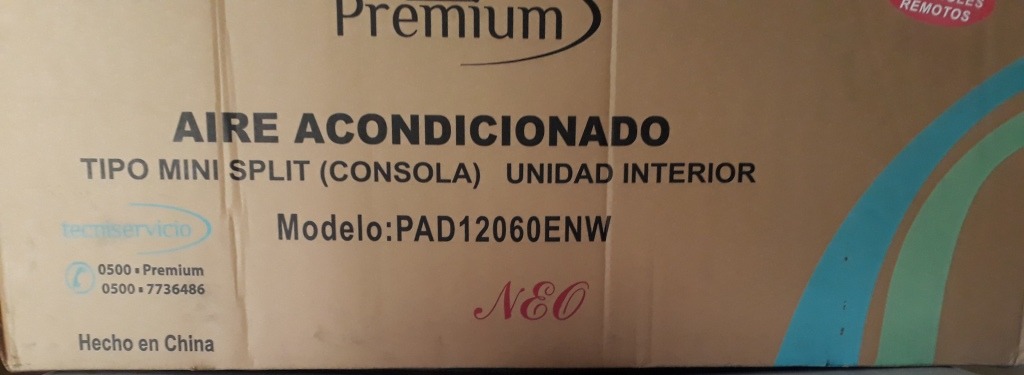 Premium
REMOTOS
AIRE ACONDICIONADO
TIPO MINI SPLIT (CONSOLA) UNIDAD INTERIOR
Modelo:PAD12060ENW
tecniservicio
0500 ▪ Premium
0500 ▪ 7736486
NEO
Hecho en China